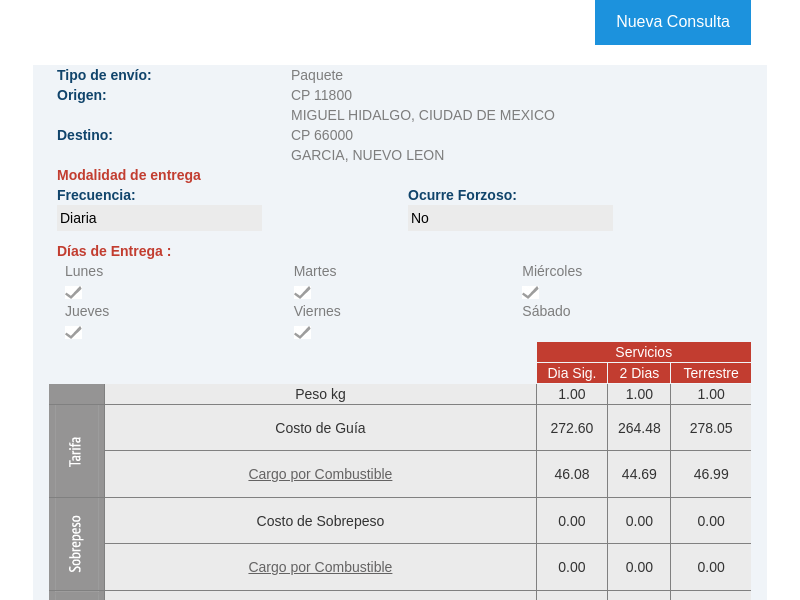 Nueva Consulta
Tipo de envío: Paquete
Origen: CP 11800
MIGUEL HIDALGO, CIUDAD DE MEXICO
Destino: CP 66000
GARCIA, NUEVO LEON
Modalidad de entrega
Frecuencia: Ocurre Forzoso:
Diaria No
Días de Entrega :
Lunes Martes Miércoles
Jueves Viernes Sábado
Servicios
Dia Sig. 2 Dias Terrestre
Peso kg 1.00 1.00 1.00
Tarifa
Costo de Guía 272.60 264.48 278.05
Cargo por Combustible 46.08 44.69 46.99
Sobrepeso
Costo de Sobrepeso 0.00 0.00 0.00
Cargo por Combustible 0.00 0.00 0.00